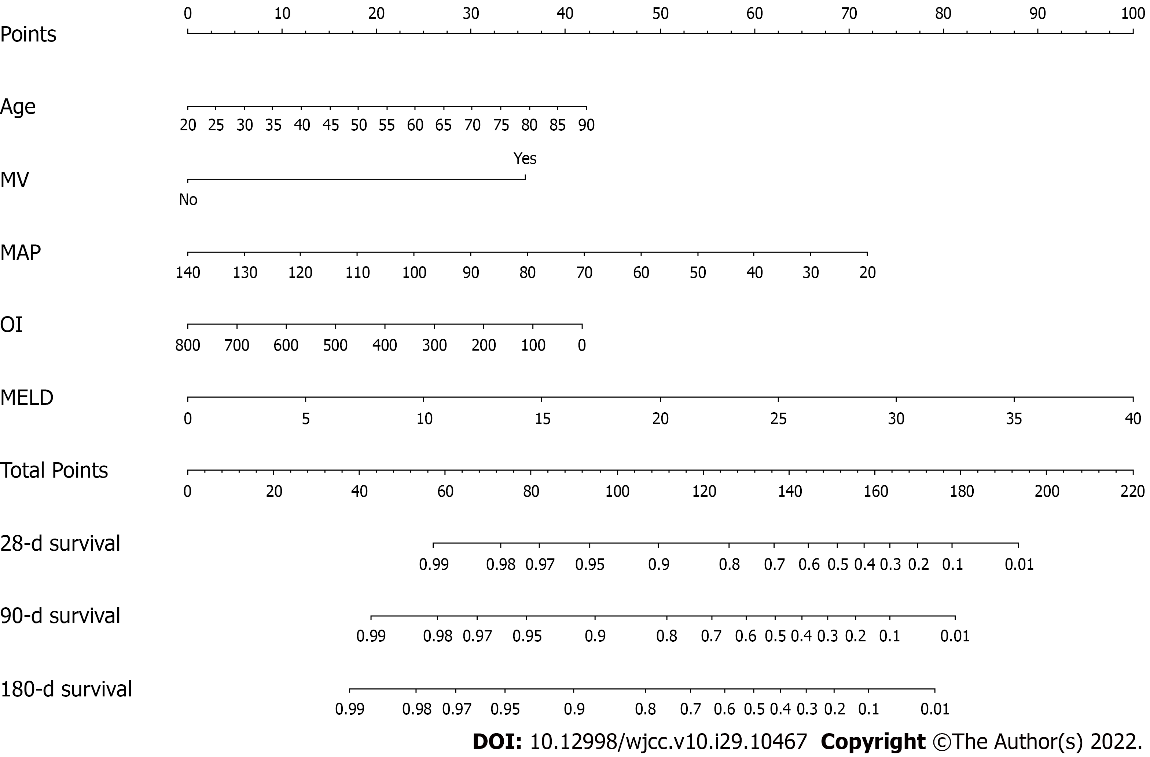 0 10 20 30 40 50 60 70 80 90 100
Points
Age
20 25 30 35 40 45 50 55 60 65 70 75 80 85 90
Yes
MV
No
MAP
140 130 120 110 100 90 80 70 60 50 40 30 20
OI
800 700 600 500 400 300 200 100 0
MELD
0 5 10 15 20 25 30 35 40
Total Points
0 20 40 60 80 100 120 140 160 180 200 220
28-d survival
0.99 0.98 0.97 0.95 0.9 0.8 0.7 0.6 0.5 0.4 0.3 0.2 0.1 0.01
90-d survival
0.99 0.98 0.97 0.95 0.9 0.8 0.7 0.6 0.5 0.4 0.3 0.2 0.1 0.01
180-d survival
0.99 0.98 0.97 0.95 0.9 0.8 0.7 0.6 0.5 0.4 0.3 0.2 0.1 0.01
DOI: 10.12998/wjcc.v10.i29.10467 Copyright ©The Author(s) 2022.